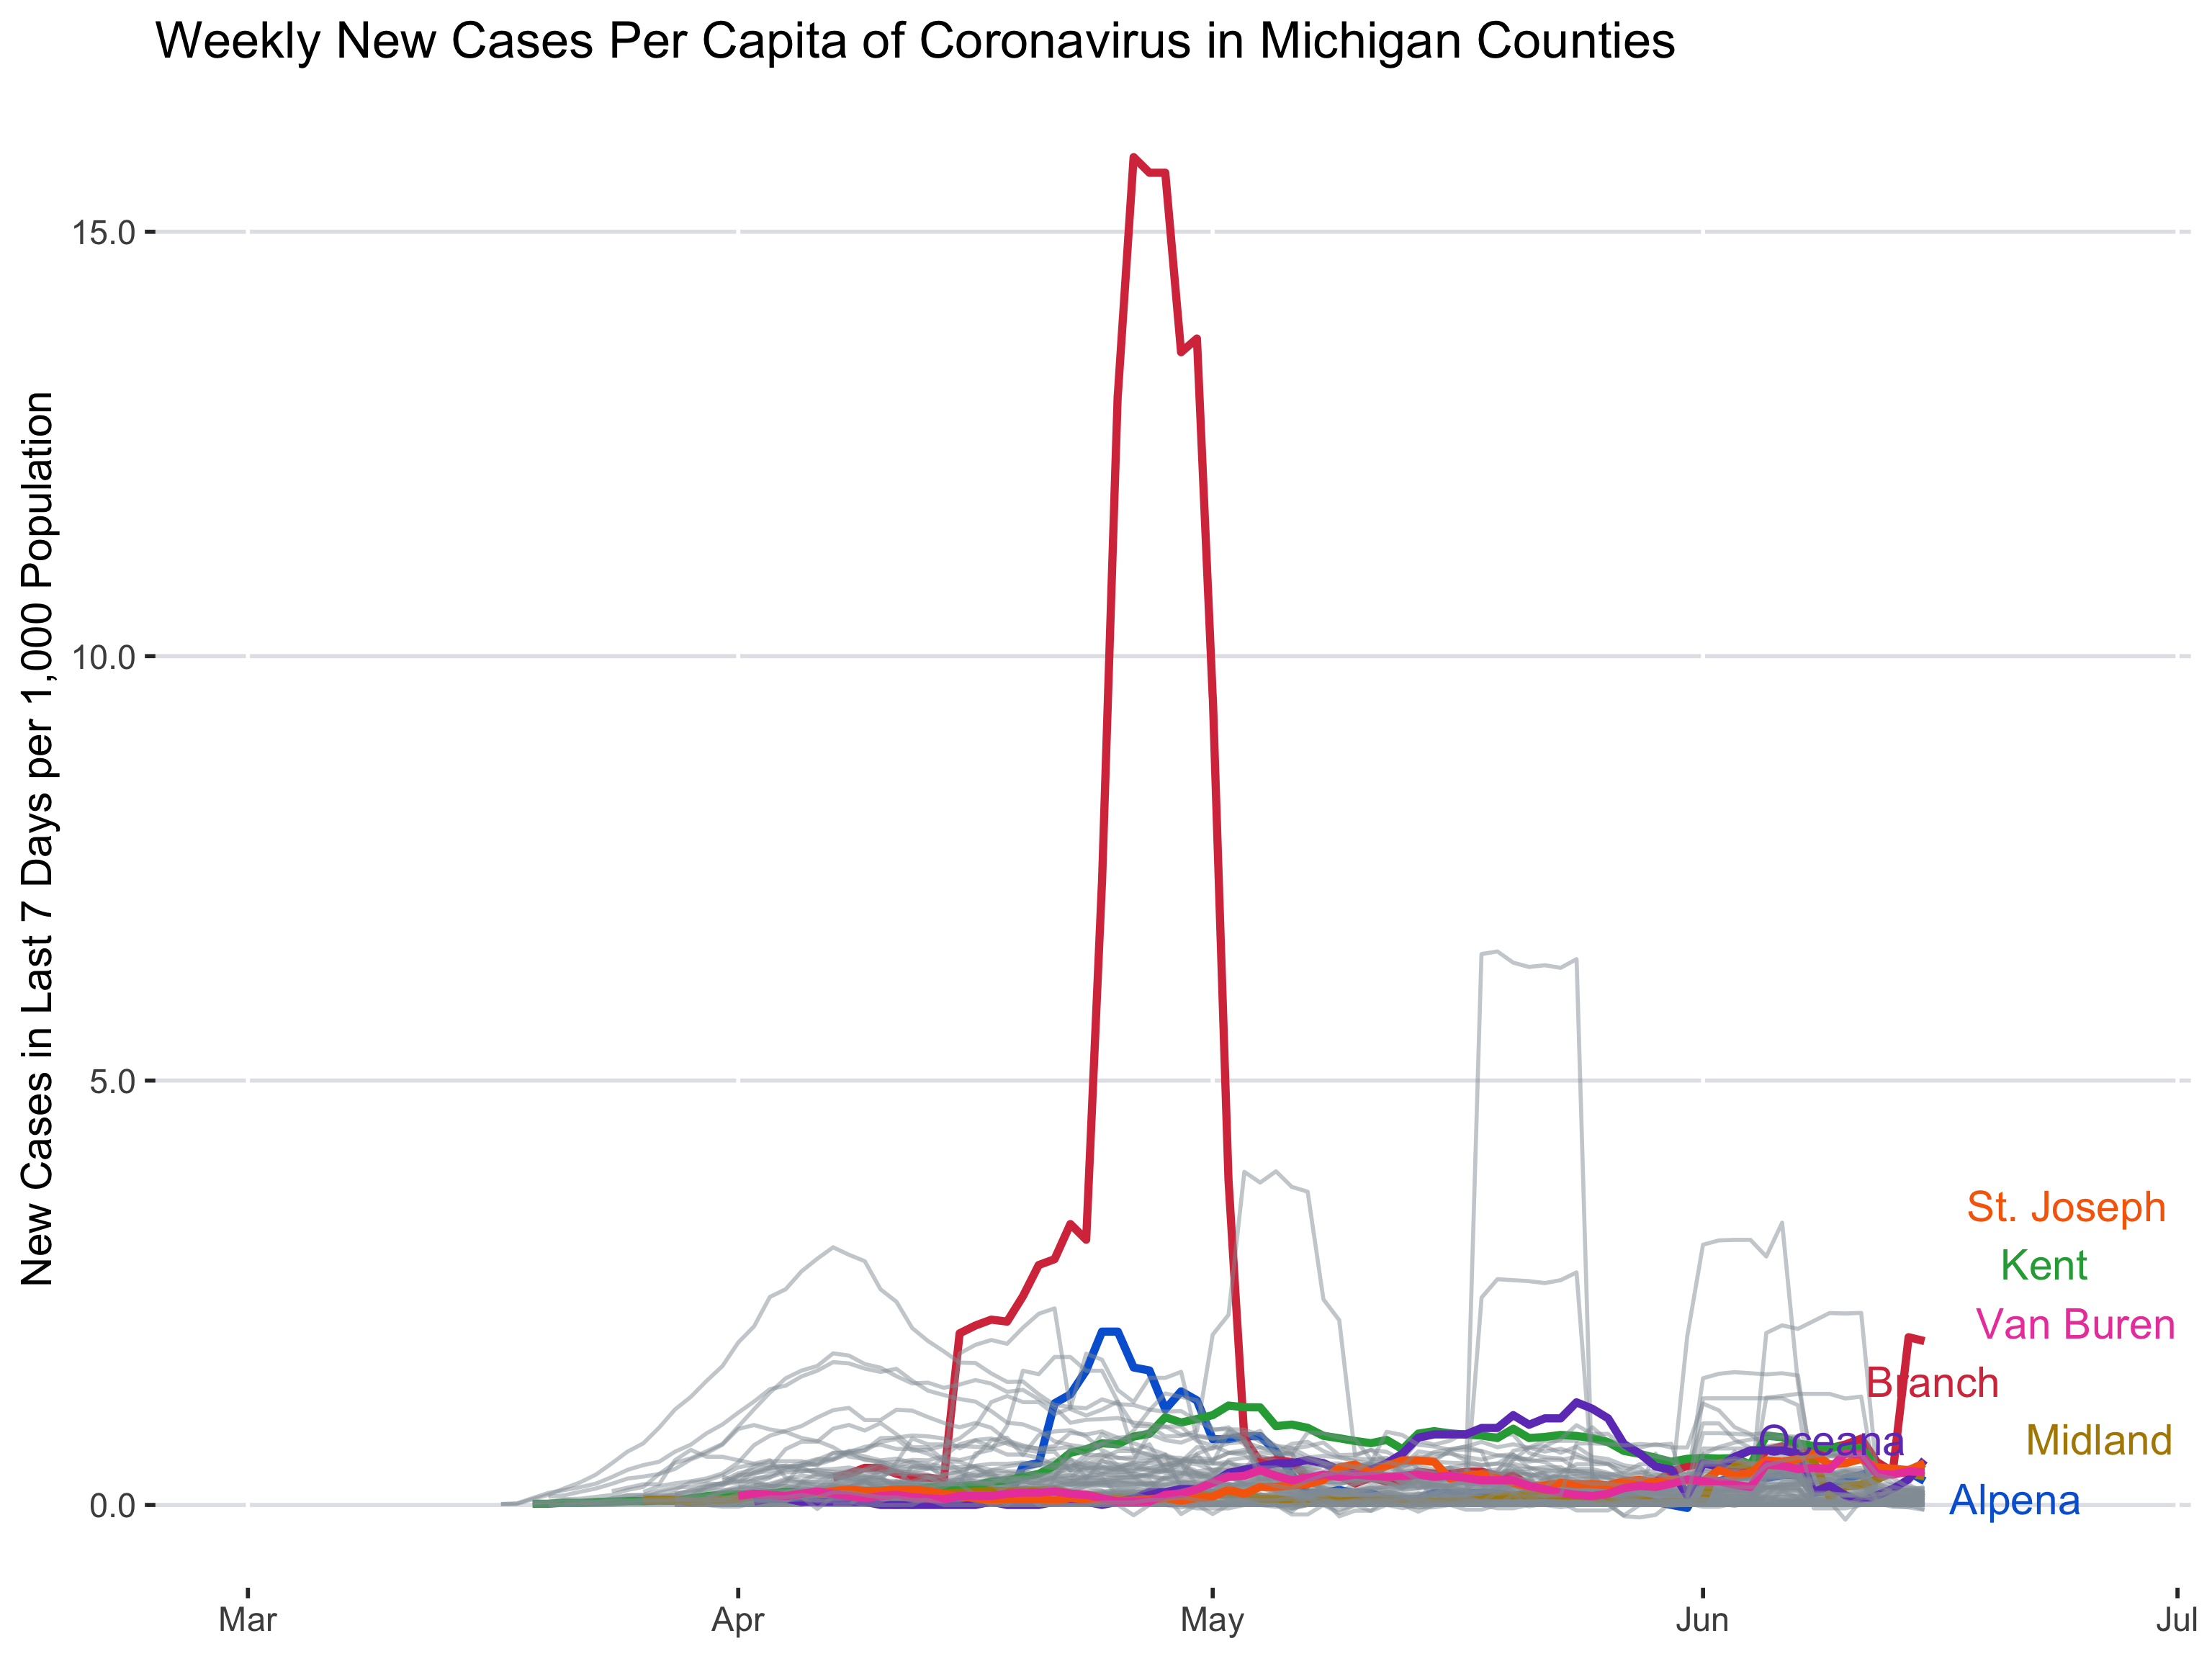 Weekly New Cases Per Capita of Coronavirus in Michigan Counties
New Cases in Last 7 Days per 1,000 Population
15.0
10.0
5.0
0.0
St. Joseph
Kent
Van Buren
Branch
Oceana
Midland
Alpena
Mar
Apr
May
Jun
Jul